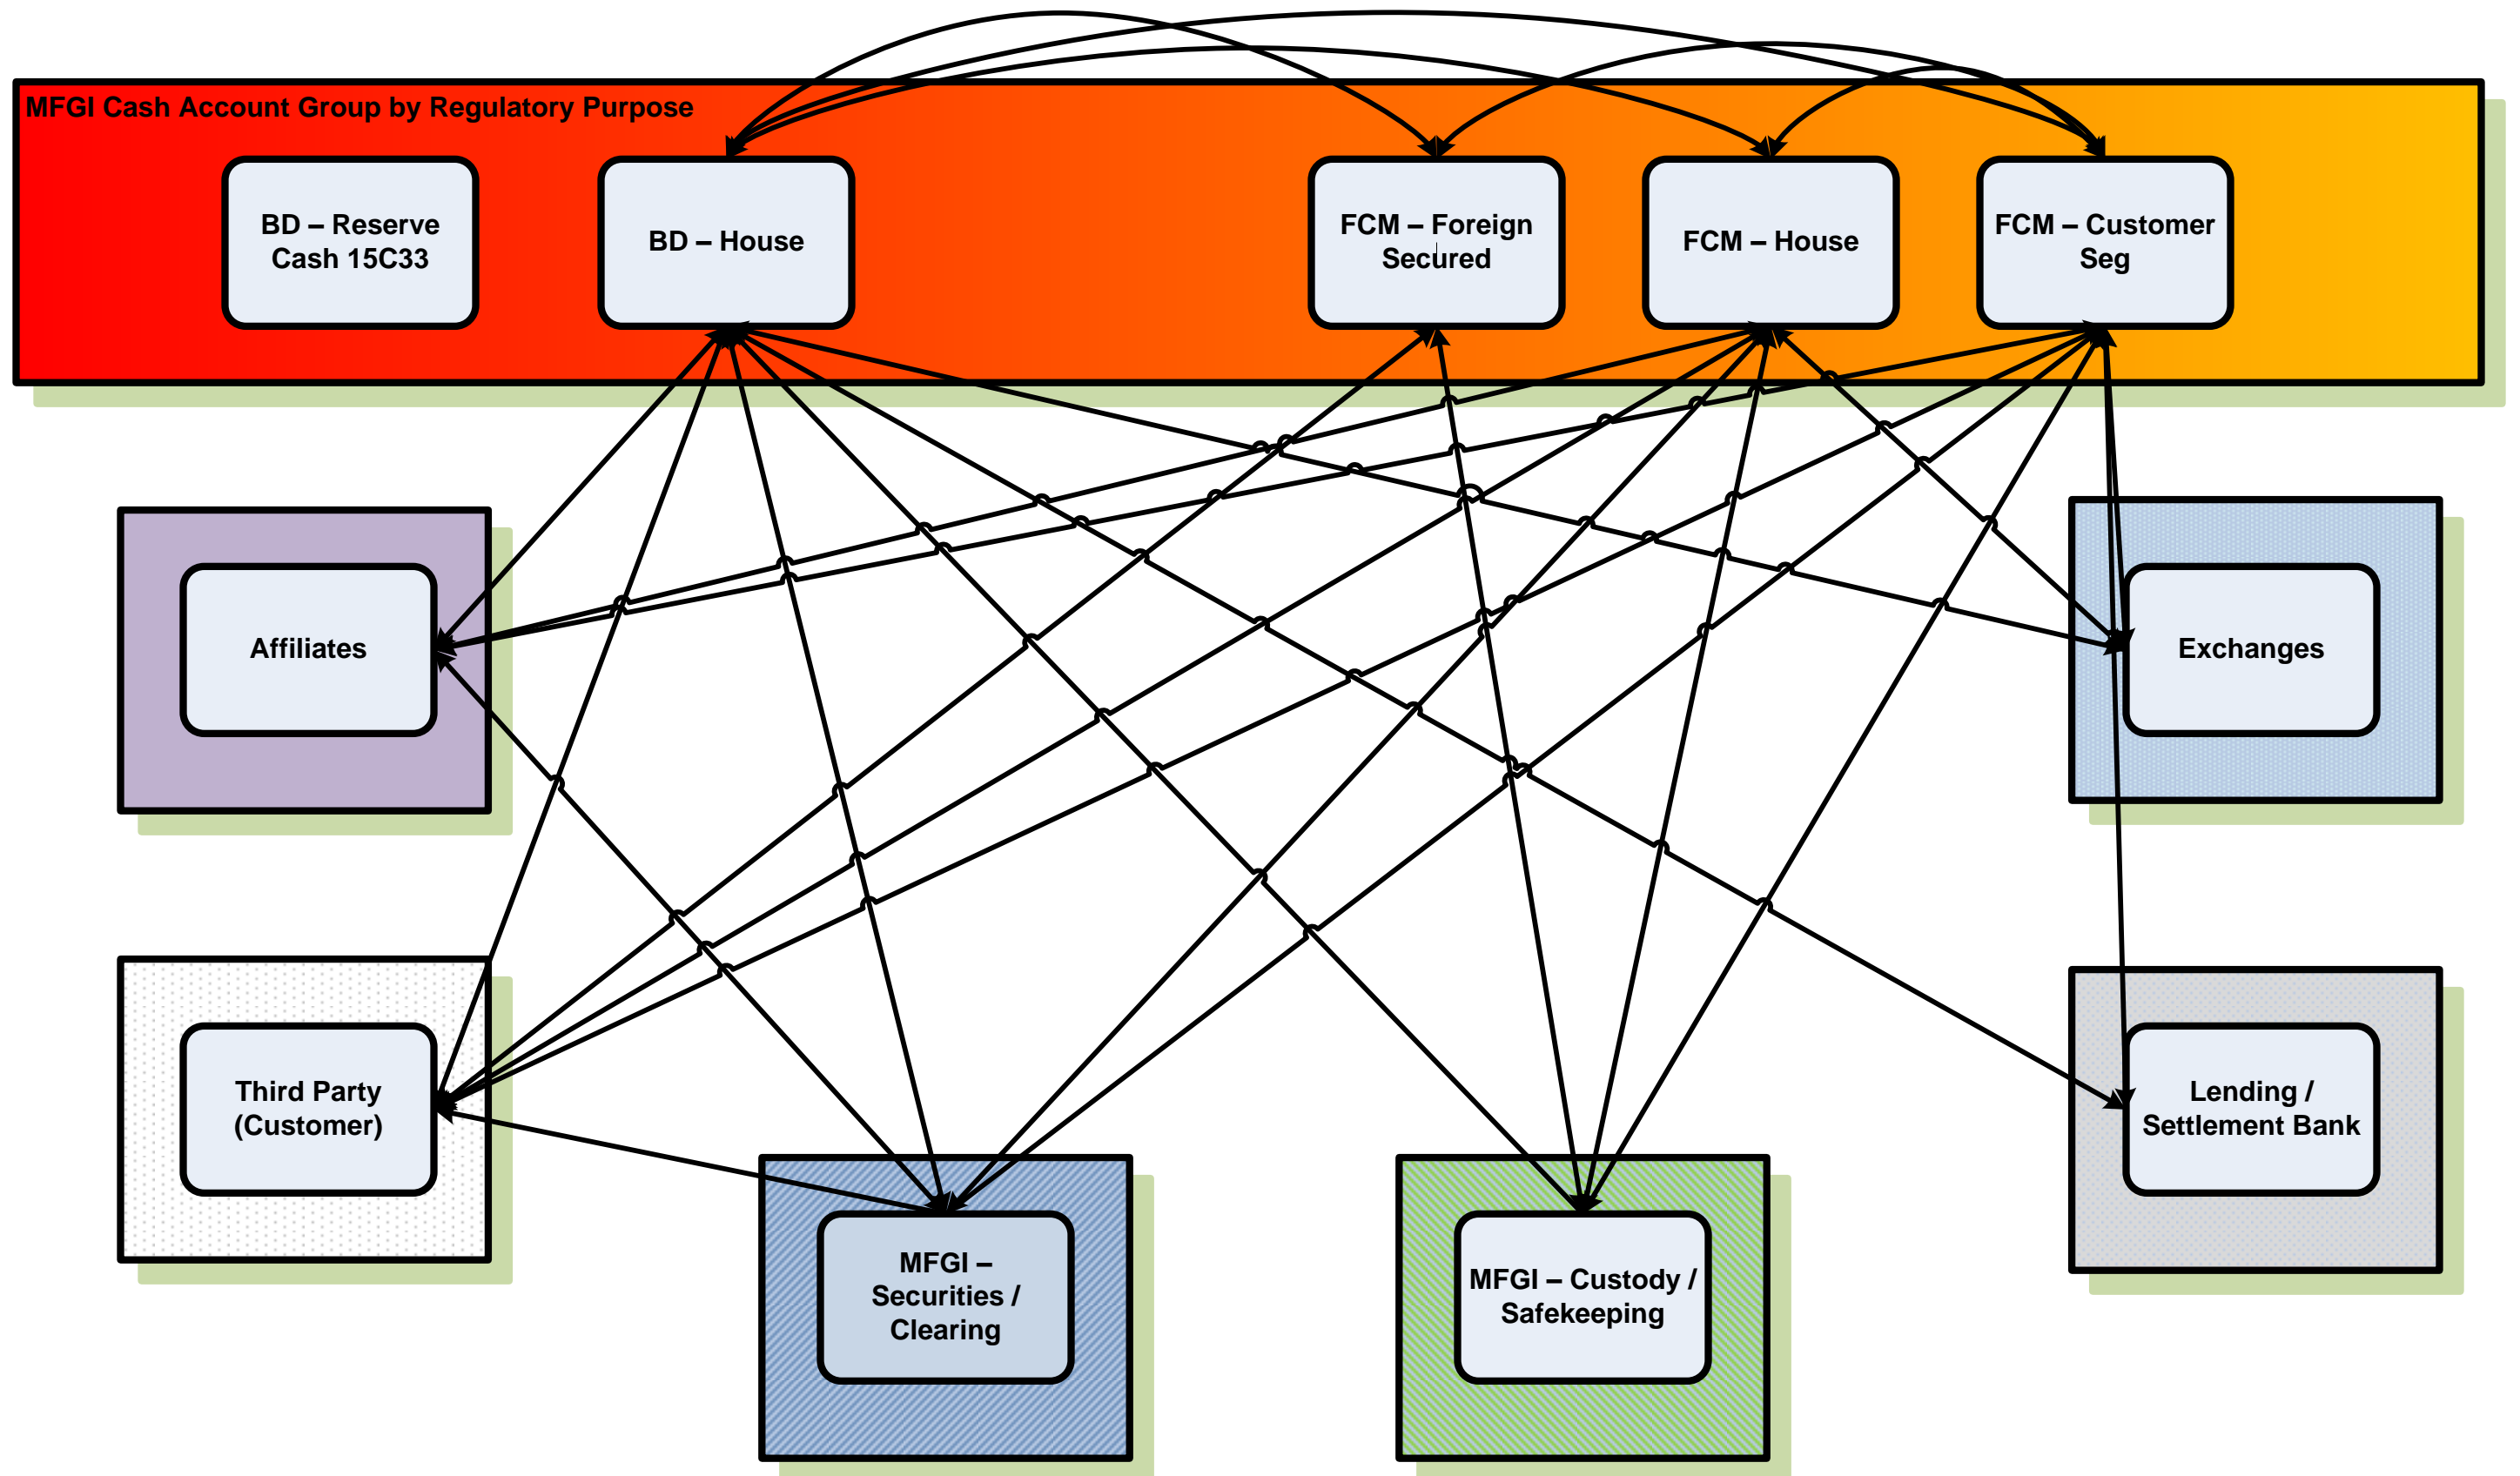 MFGI Cash Account Group by Regulatory Purpose
BD – Reserve
Cash 15C33
BD – House
FCM – Foreign
Secured
FCM – House
FCM – Customer
Seg
Affiliates
Exchanges
Third Party
(Customer)
Lending /
Settlement Bank
MFGI –
Securities /
Clearing
MFGI – Custody /
Safekeeping